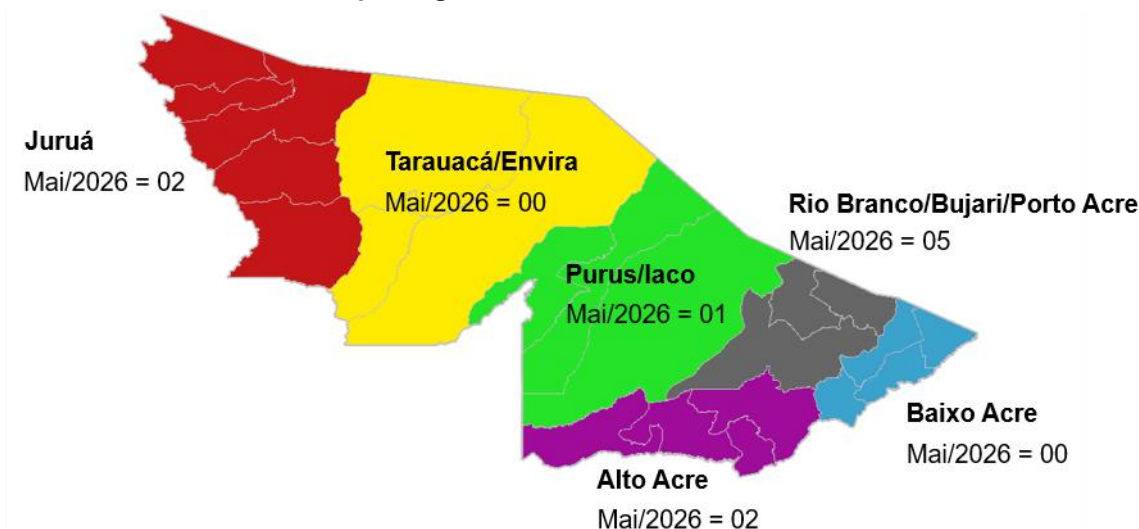 Juruá
Mai/2026 = 02
Tarauacá/Envira
Mai/2026 = 00
Rio Branco/Bujari/Porto Acre
Mai/2026 = 05
Purus/Iaco
Mai/2026 = 01
Baixo Acre
Mai/2026 = 00
Alto Acre
Mai/2026 = 02